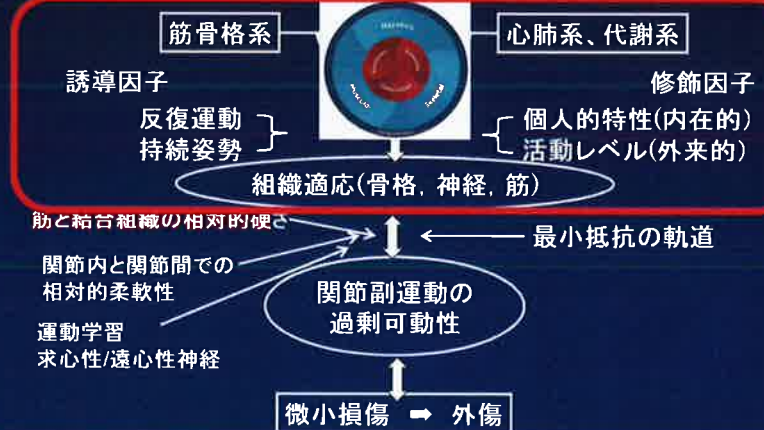 筋骨格系
心肺系、代謝系
誘導因子
修飾因子
反復運動
持続姿勢
個人的特性(内在的)
活動レベル(外来的)
組織適応(骨格, 神経, 筋)
筋と結合組織の相対的硬さ
最小抵抗の軌道
関節内と関節間での
相対的柔軟性
関節副運動の
過剰可動性
運動学習
求心性/遠心性神経
微小損傷 ➡ 外傷